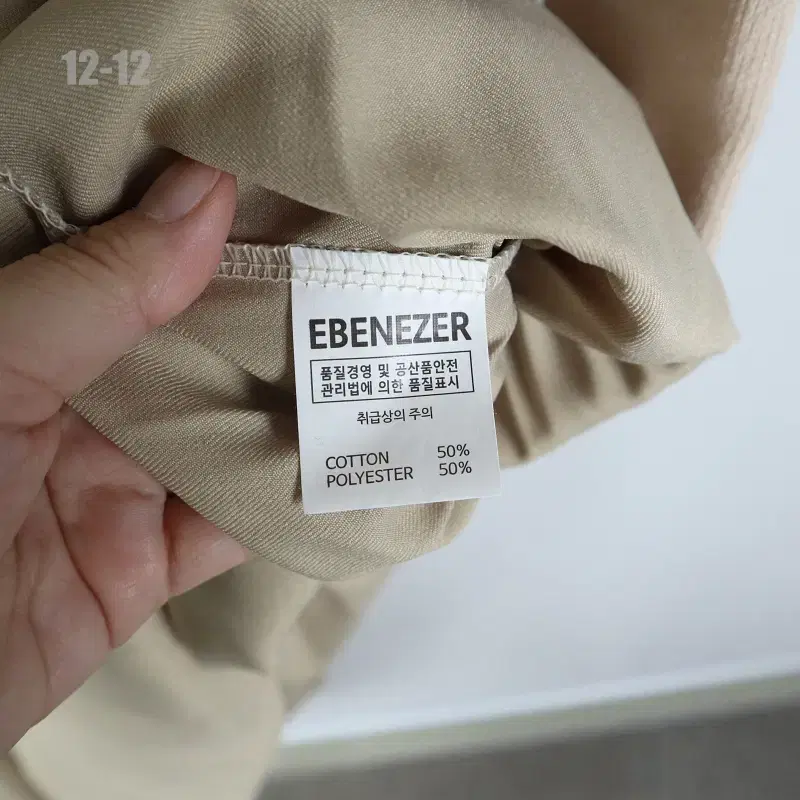 12-12
EBENEZER
품질경영 및 공산품안전
관리법에 의한 품질표시
취급상의 주의
COTTON 50%
POLYESTER 50%